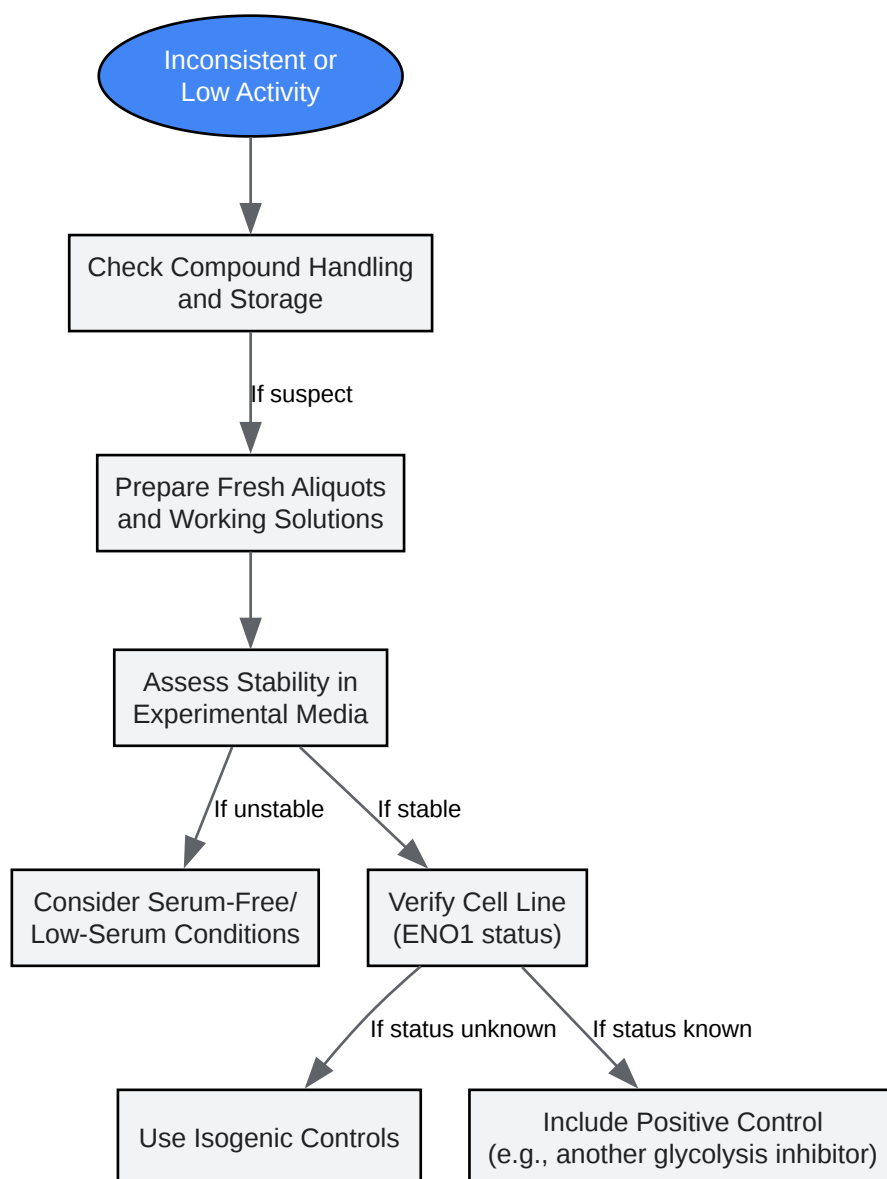 Inconsistent or
Low Activity
Check Compound Handling
and Storage
If suspect
Prepare Fresh Aliquots
and Working Solutions
Assess Stability in
Experimental Media
If unstable
If stable
Consider Serum-Free/
Low-Serum Conditions
Verify Cell Line
(ENO1 status)
If status unknown
If status known
Use Isogenic Controls
Include Positive Control
(e.g., another glycolysis inhibitor)